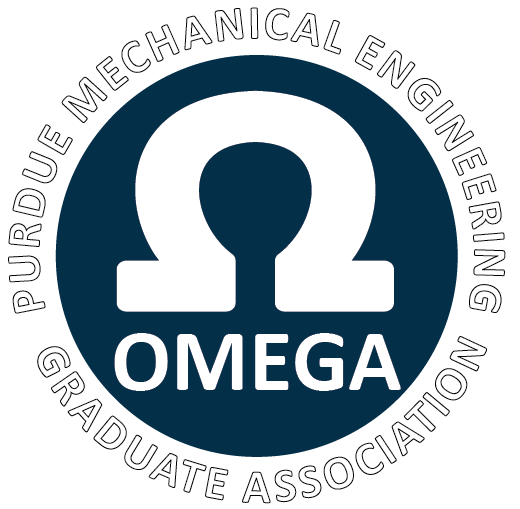 PURDUE MECHANICAL ENGINEERING
Ω
OMEGA
GRADUATE ASSOCIATION